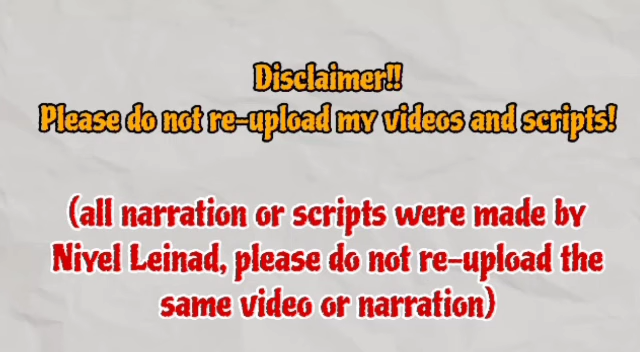 Disclaimer!!
Please do not re-upload my videos and scripts!
(all narration or scripts were made by
Nivel Leinad, please do not re-upload the
same video or narration)